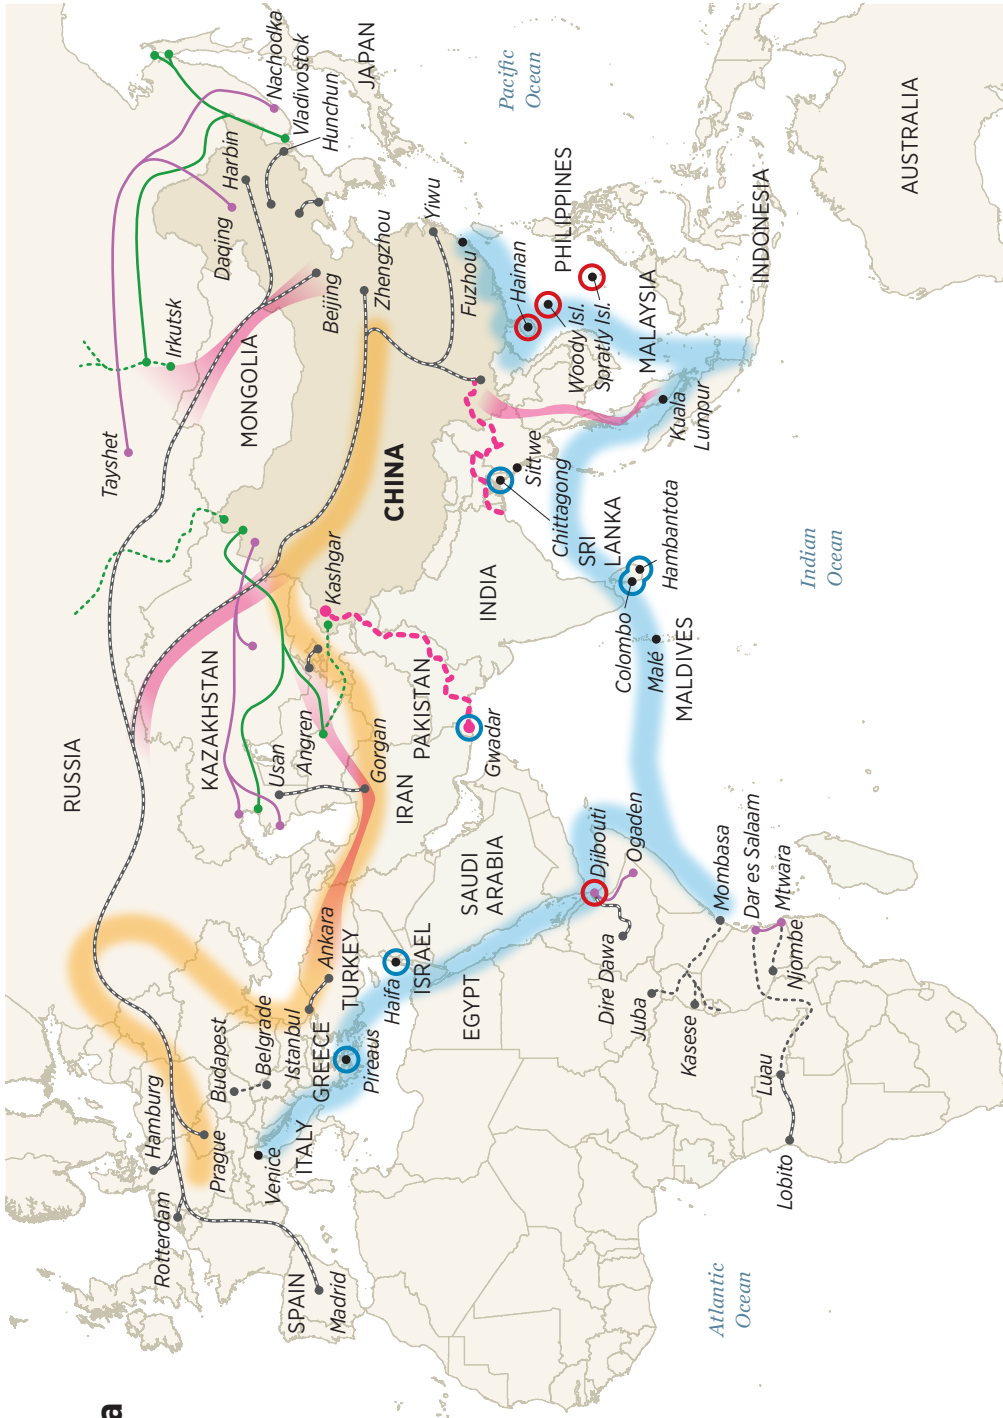 a
RUSSIA
Tayshet
Irkutsk
MONGOLIA
Daqing
Harbin
Nachodka
Vladivostok
Hunchun
JAPAN
Pacific
Ocean
KAZAKHSTAN
Beijing
Zhengzhou
Yiwu
Fuzhou
CHINA
Kashgar
Usan
Angren
Gorgan
IRAN
PAKISTAN
Gwadar
INDIA
Chittagong
Sittwe
Hainan
Woody Isl.
Spratly Isl.
PHILIPPINES
MALAYSIA
Kuala
Lumpur
INDONESIA
AUSTRALIA
SRI
LANKA
Colombo
Hambantota
Malé
MALDIVES
Indian
Ocean
Hamburg
Rotterdam
Prague
Budapest
Belgrade
Istanbul
Ankara
TURKEY
GREECE
Pireaus
Haifa
ISRAEL
Venice
ITALY
SPAIN
Madrid
EGYPT
SAUDI
ARABIA
Djibouti
Ogaden
Dire Dawa
Juba
Kasese
Mombasa
Dar es Salaam
Mtwara
Njombe
Luau
Lobito
Atlantic
Ocean